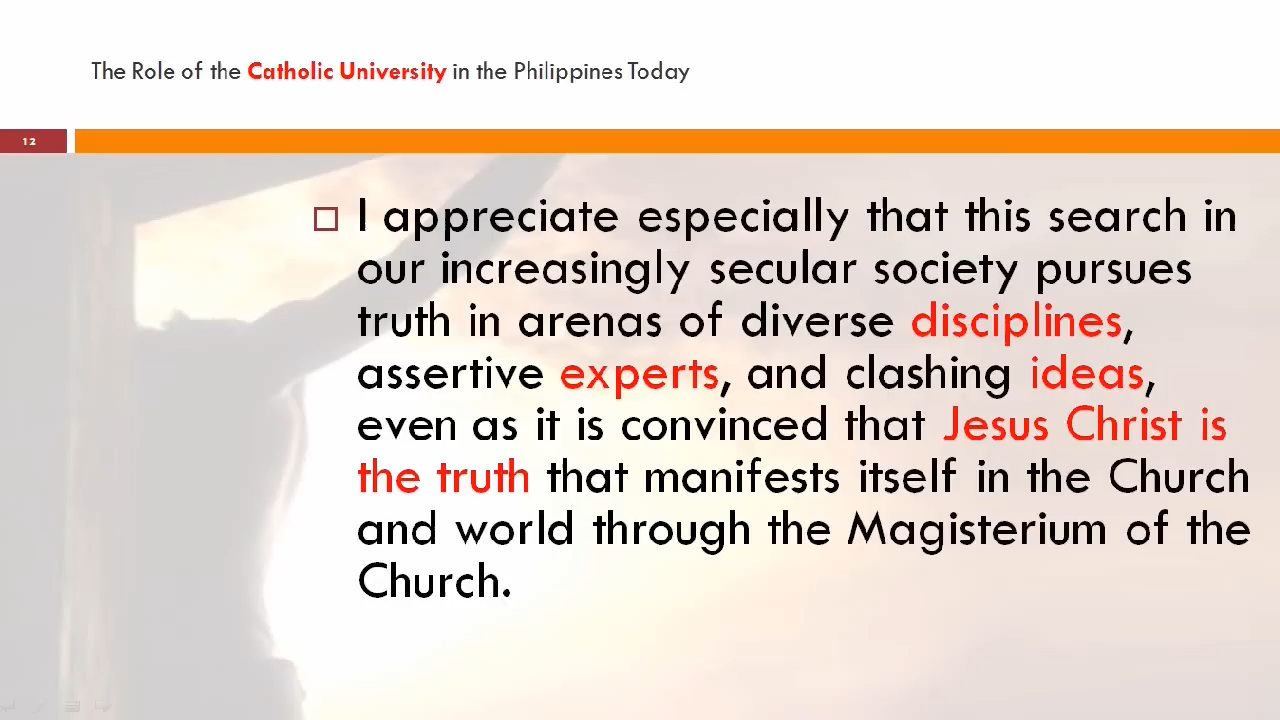 The Role of the Catholic University in the Philippines Today
12
I appreciate especially that this search in
our increasingly secular society pursues
truth in arenas of diverse disciplines,
assertive experts, and clashing ideas,
even as it is convinced that Jesus Christ is
the truth that manifests itself in the Church
and world through the Magisterium of the
Church.